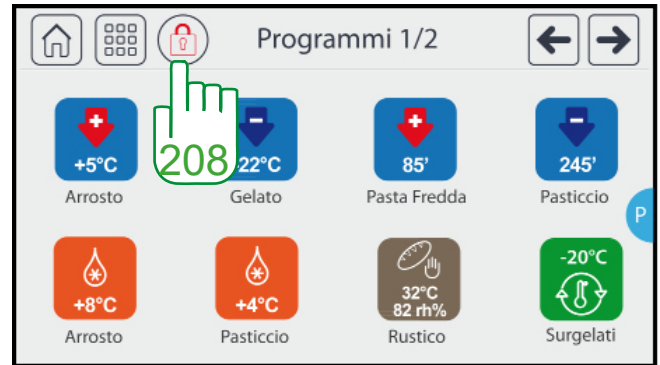 Programmi 1/2
+5°C
208
22°C
85’
245’
Arrosto
Gelato
Pasta Fredda
Pasticcio
P
+8°C
+4°C
32°C
82 rh%
-20°C
Arrosto
Pasticcio
Rustico
Surgelati